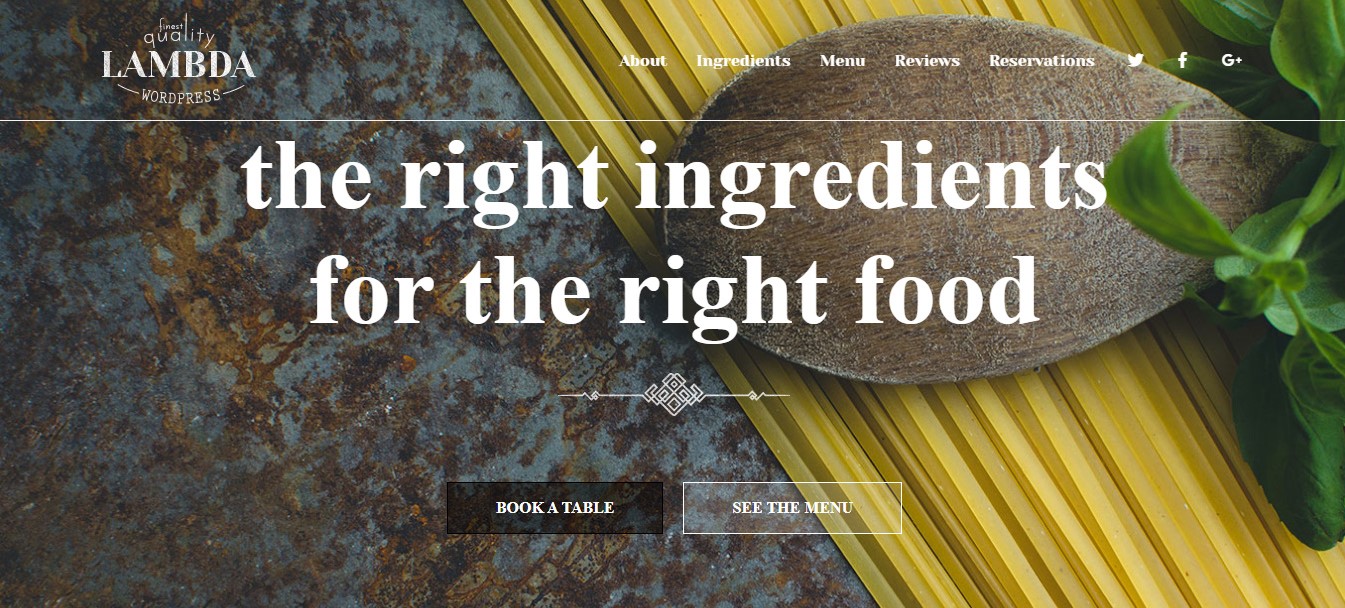 finest
quality
LAMBDA
WORDPRESS
About Ingredients Menu Reviews Reservations
the right ingredients
for the right food
BOOK A TABLE SEE THE MENU